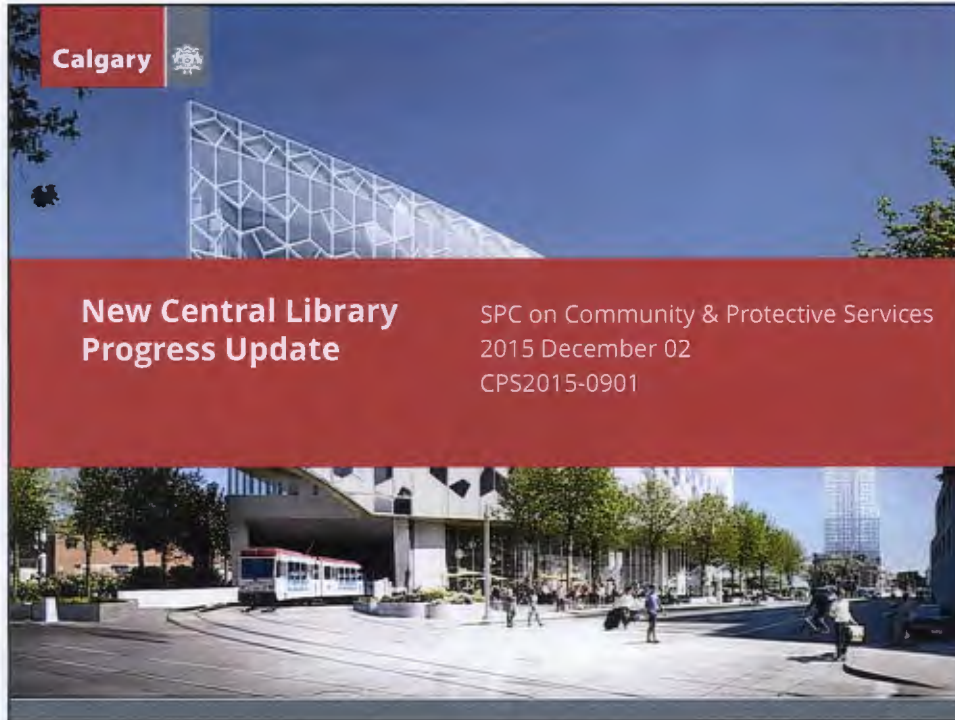 Calgary
New Central Library
Progress Update
SPC on Community & Protective Services
2015 December 02
CPS2015-0901